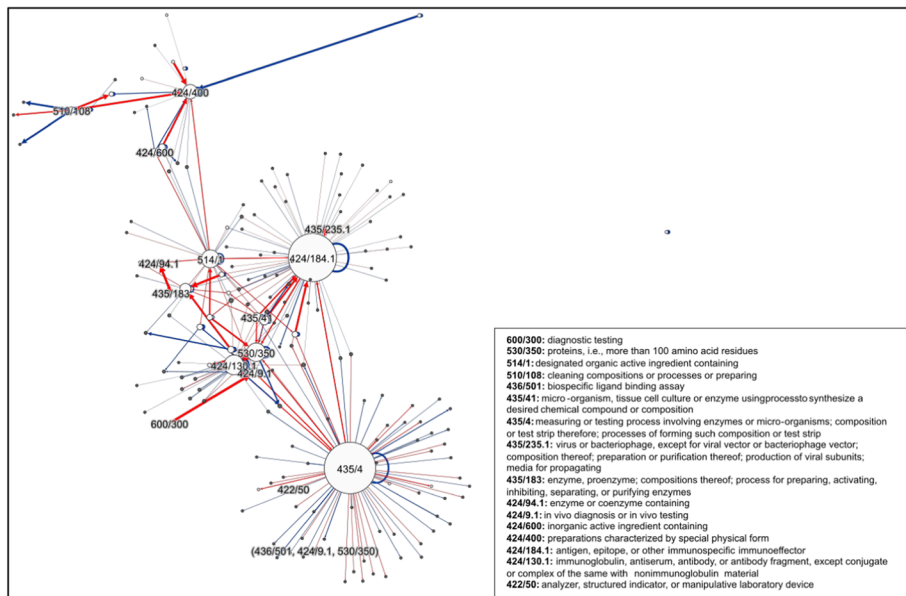 424/400
510/108
424/600
435/235.1
424/94.1
514/1
424/184.1
435/183
435/41
530/350
424/130.1
424/9.1
600/300
435/4
422/50
(436/501, 424/9.1, 530/350)
600/300: diagnostic testing
530/350: proteins, i.e., more than 100 amino acid residues
514/1: designated organic active ingredient containing
510/108: cleaning compositions or processes or preparing
436/501: biospecific ligand binding assay
435/41: micro-organism, tissue cell culture or enzyme usingprocessto synthesize a
desired chemical compound or composition
435/4: measuring or testing process involving enzymes or micro-organisms; composition
or test strip therefore; processes of forming such composition or test strip
435/235.1: virus or bacteriophage, except for viral vector or bacteriophage vector;
composition thereof; preparation or purification thereof; production of viral subunits;
media for propagating
435/183: enzyme, proenzyme; compositions thereof; process for preparing, activating,
inhibiting, separating, or purifying enzymes
424/94.1: enzyme or coenzyme containing
424/9.1: in vivo diagnosis or in vivo testing
424/600: inorganic active ingredient containing
424/400: preparations characterized by special physical form
424/184.1: antigen, epitope, or other immunospecific immunoeffector
424/130.1: immunoglobulin, antiserum, antibody, or antibody fragment, except conjugate
or complex of the same with nonimmunoglobulin material
422/50: analyzer, structured indicator, or manipulative laboratory device